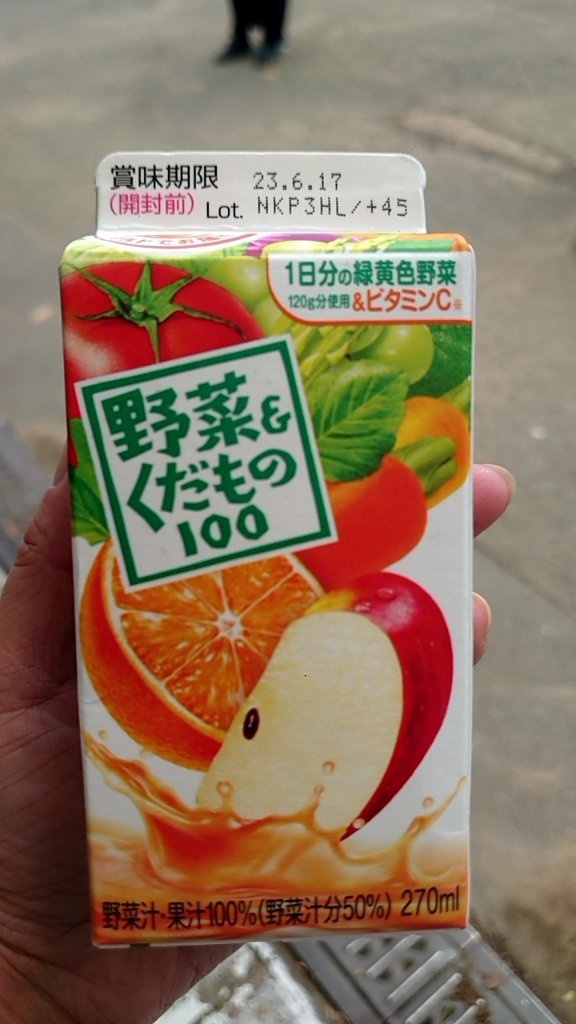 賞味期限 23.6.17
(開封前) Lot. NKP3HL/+45
1日分の緑黄色野菜
120g分使用 &ビタミンC※
野菜&
くだもの
100
野菜汁・果汁100%(野菜汁分50%) 270ml